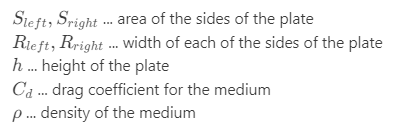 S_left, S_right ... area of the sides of the plate
R_left, R_right ... width of each of the sides of the plate
h ... height of the plate
C_d ... drag coefficient for the medium
ρ ... density of the medium